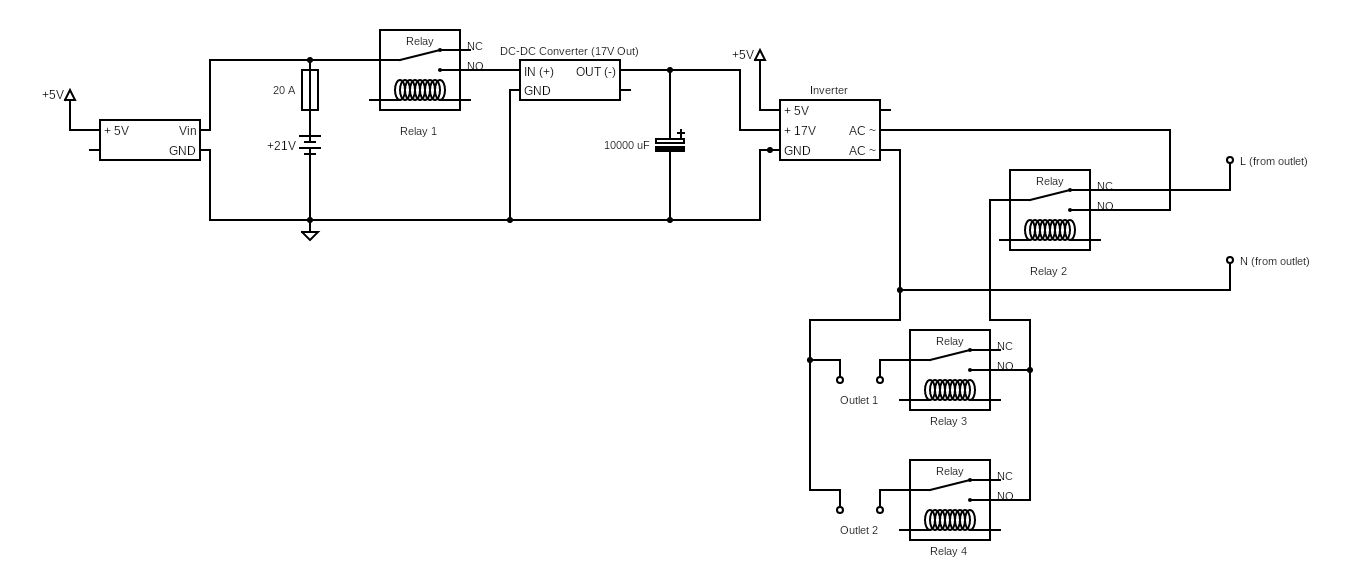 Relay
NC
NO
DC-DC Converter (17V Out)
IN (+) OUT (-)
GND
Relay 1
+5V
+ 5V Vin
GND
20 A
+21V
10000 uF
+5V
Inverter
+ 5V
+ 17V AC ~
GND AC ~
Relay
NC
NO
Relay 2
L (from outlet)
N (from outlet)
Relay
NC
NO
Outlet 1
Relay 3
Relay
NC
NO
Outlet 2
Relay 4